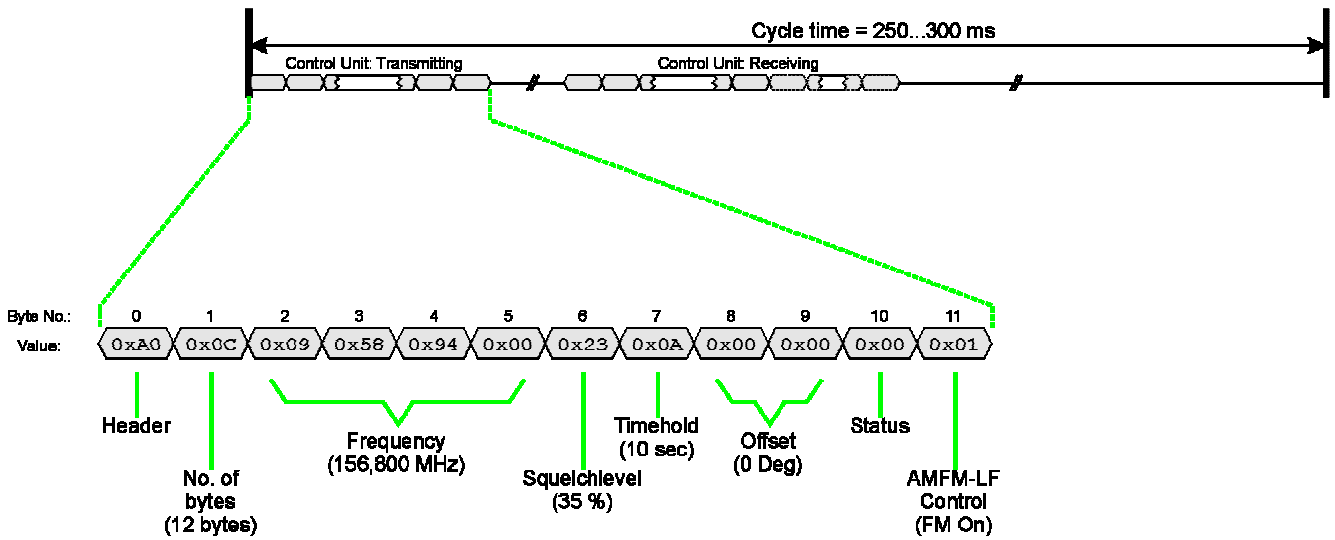 Cycle time = 250...300 ms
Control Unit: Transmitting
Control Unit: Receiving
Byte No.: 0 1 2 3 4 5 6 7 8 9 10 11
Value: 0xA0 0x0C 0x09 0x58 0x94 0x00 0x23 0x0A 0x00 0x00 0x00 0x01
Header
No. of
bytes
(12 bytes)
Frequency
(156,800 MHz)
Squelchlevel
(35 %)
Timehold
(10 sec)
Offset
(0 Deg)
Status
AMFM-LF
Control
(FM On)